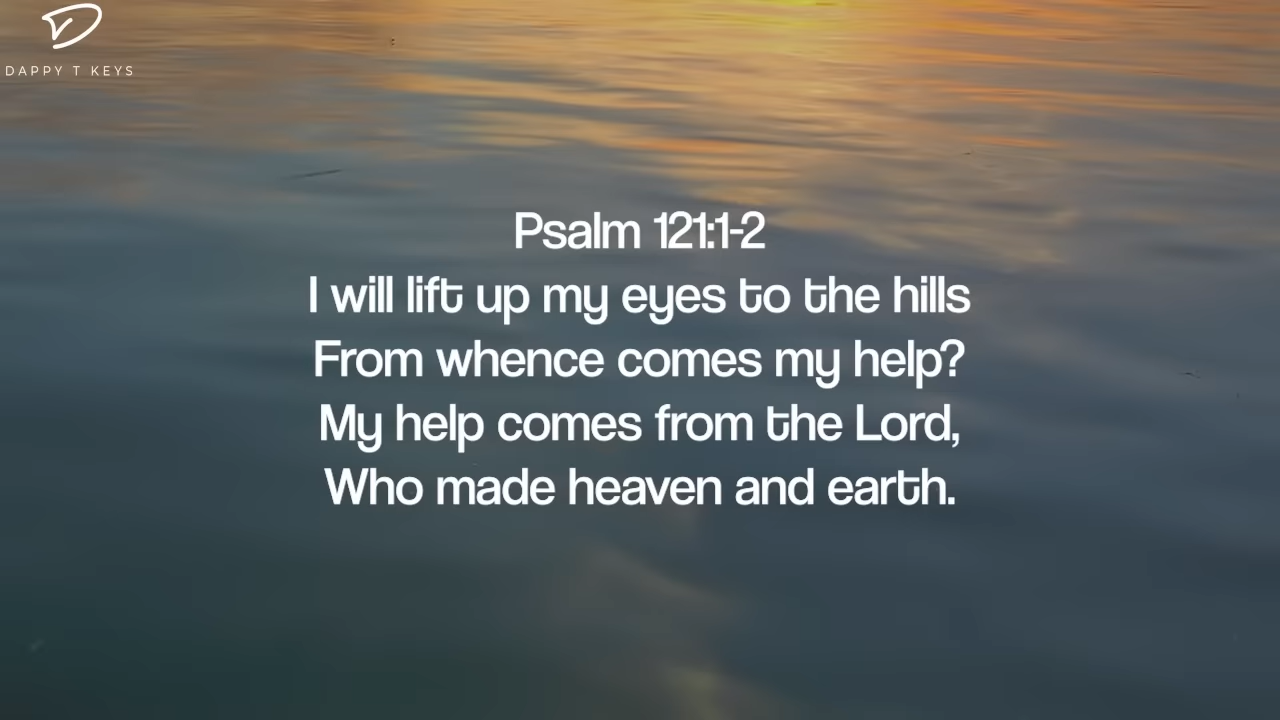 DAPPY T KEYS
Psalm 121:1-2
I will lift up my eyes to the hills
From whence comes my help?
My help comes from the Lord,
Who made heaven and earth.